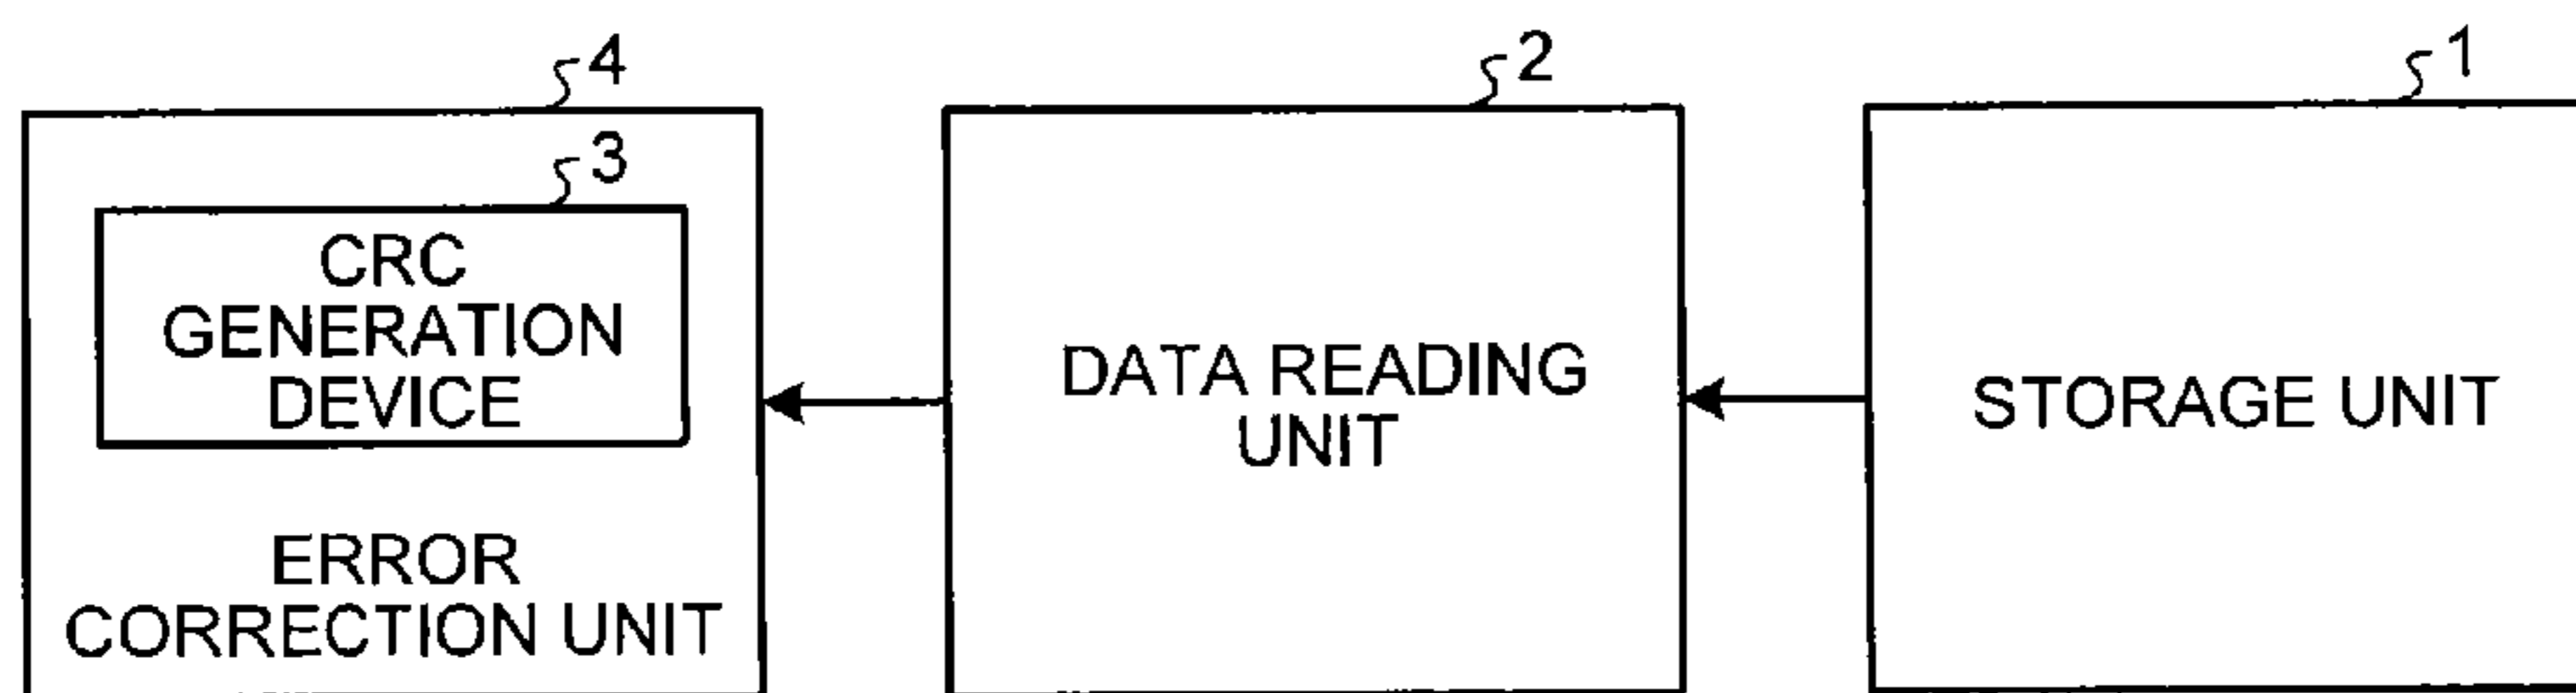 4
3
CRC
GENERATION
DEVICE
ERROR
CORRECTION UNIT
2
DATA READING
UNIT
1
STORAGE UNIT